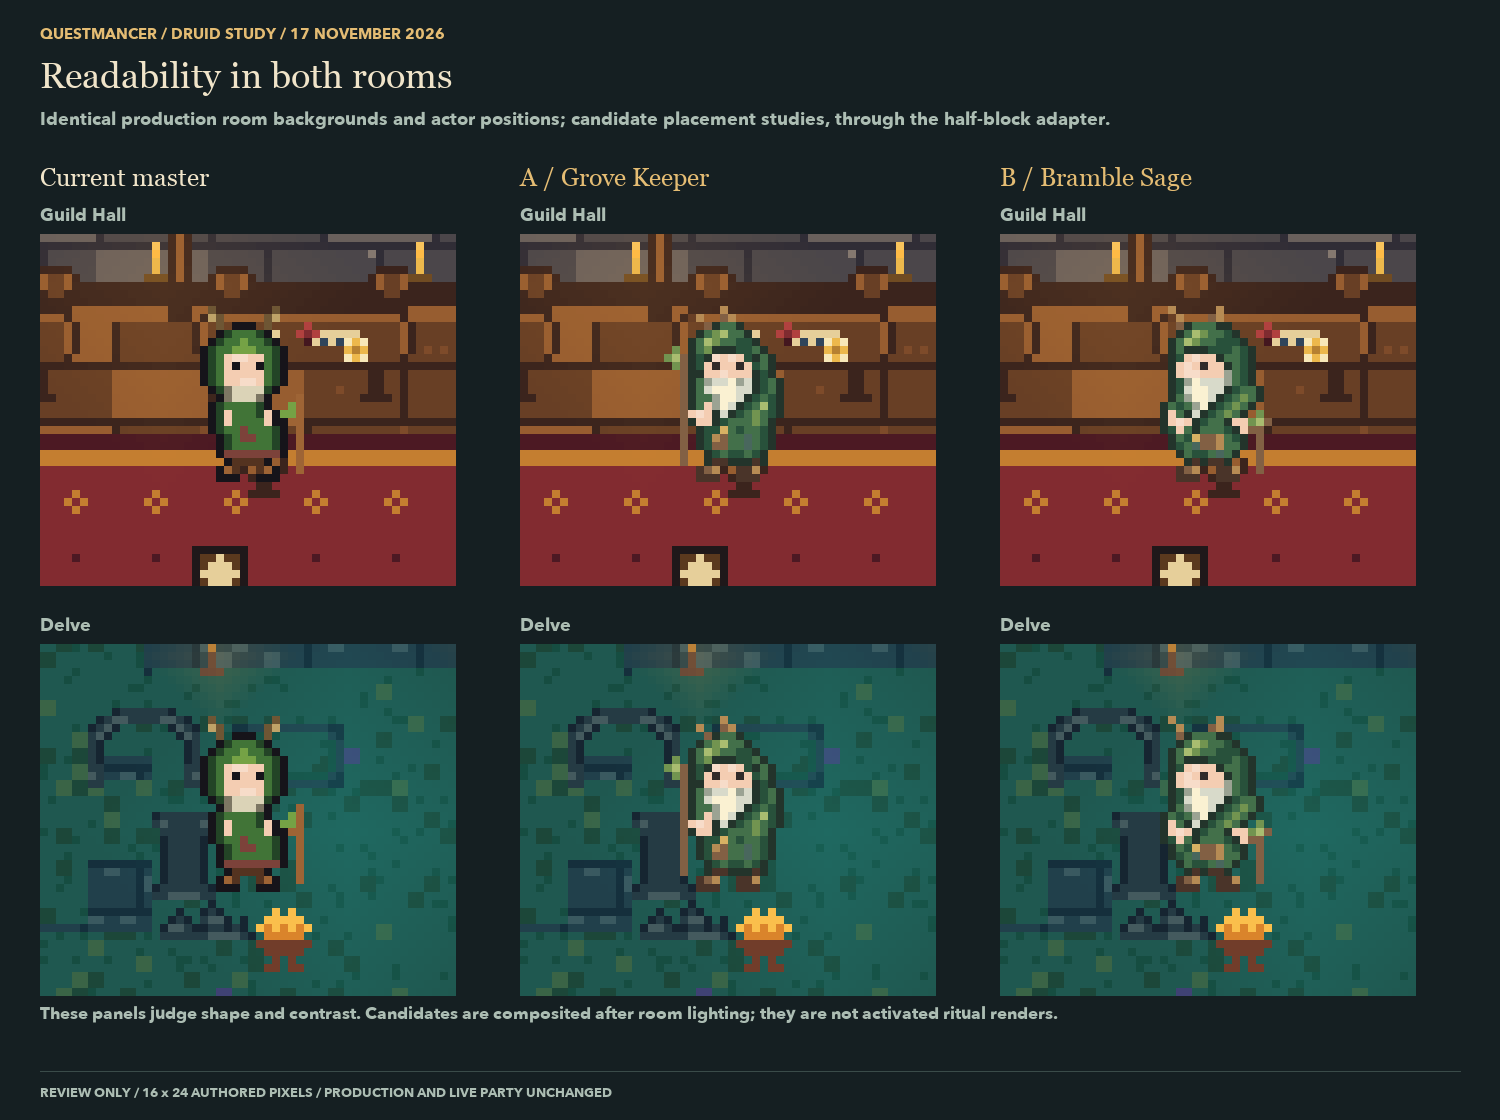 QUESTMANCER / DRUID STUDY / 17 NOVEMBER 2026
Readability in both rooms
Identical production room backgrounds and actor positions; candidate placement studies, through the half-block adapter.
Current master
A / Grove Keeper
B / Bramble Sage
Guild Hall
Guild Hall
Guild Hall
Delve
Delve
Delve
These panels judge shape and contrast. Candidates are composited after room lighting; they are not activated ritual renders.
REVIEW ONLY / 16 x 24 AUTHORED PIXELS / PRODUCTION AND LIVE PARTY UNCHANGED